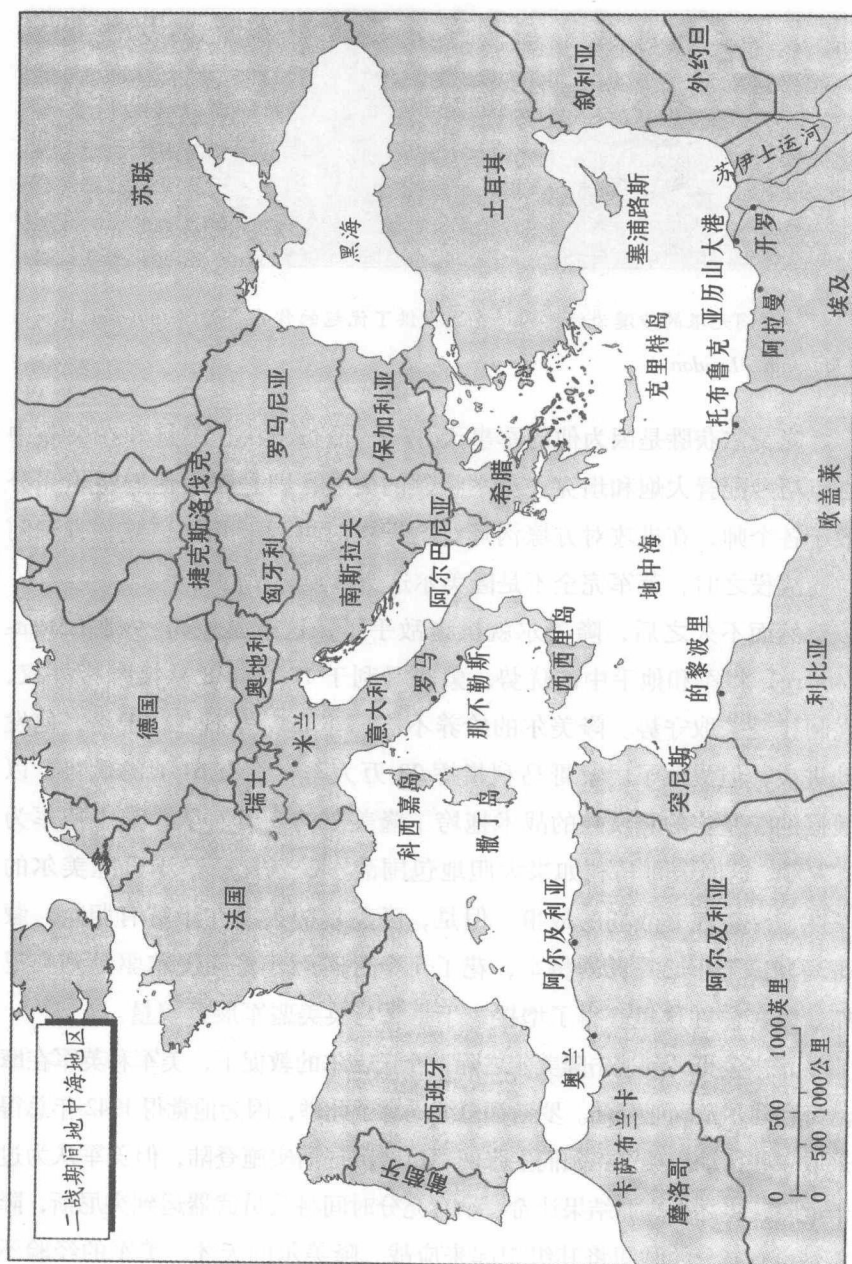 二战期间地中海地区
苏联
德国
捷克斯洛伐克
法国
瑞士
奥地利
匈牙利
罗马尼亚
黑海
米兰
南斯拉夫
保加利亚
意大利
科西嘉岛
罗马
阿尔巴尼亚
土耳其
葡萄牙
西班牙
撒丁岛
那不勒斯
希腊
叙利亚
西西里岛
塞浦路斯
克里特岛
地中海
外约旦
阿尔及利亚
奥兰
突尼斯
的黎波里
托布鲁克
亚历山大港
苏伊士运河
卡萨布兰卡
阿拉曼
开罗
摩洛哥
阿尔及利亚
利比亚
欧盖莱
埃及
0 500 1000英里
0 500 1000公里